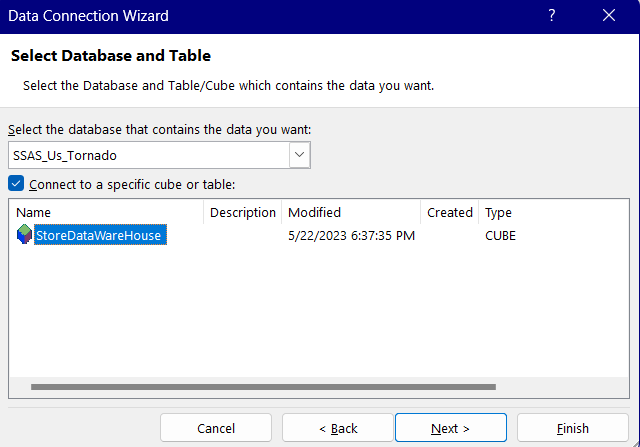 Data Connection Wizard ?
Select Database and Table
Select the Database and Table/Cube which contains the data you want.
Select the database that contains the data you want:
SSAS_Us_Tornado
Connect to a specific cube or table:
Name Description Modified Created Type
StoreDataWareHouse 5/22/2023 6:37:35 PM CUBE
Cancel < Back Next > Finish